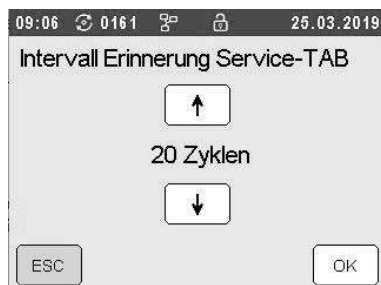 09:06 0161 25.03.2019
Intervall Erinnerung Service-TAB
20 Zyklen
ESC OK